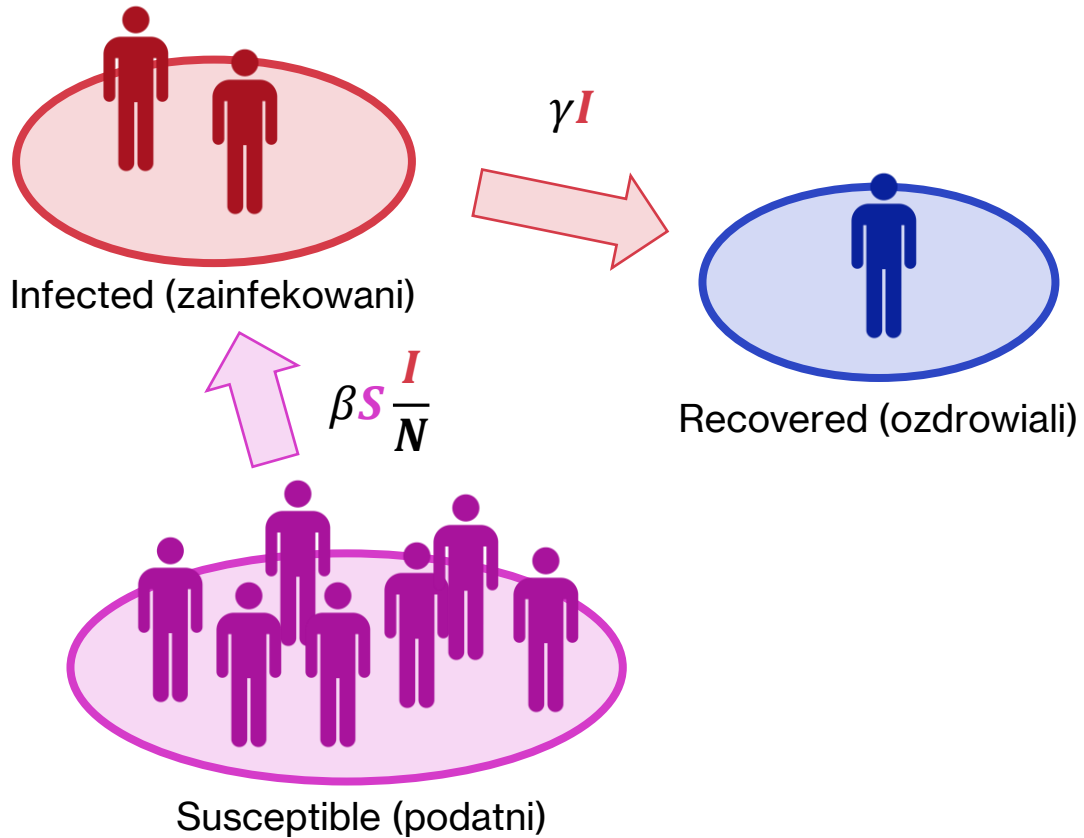 γI
Infected (zainfekowani)
βS I/N
Recovered (ozdrowiali)
Susceptible (podatni)